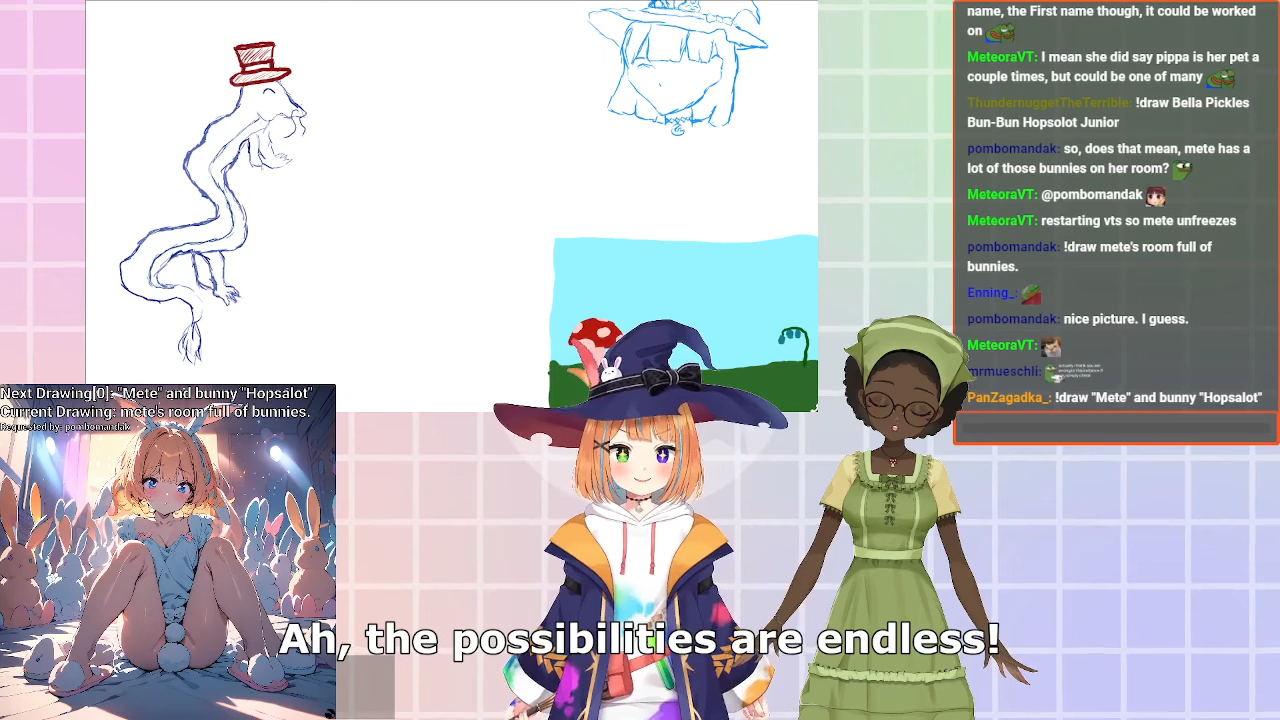 name, the First name though, it could be worked
on
MeteoraVT: I mean she did say pippa is her pet a
couple times, but could be one of many
ThundernuggetTheTerrible: !draw Bella Pickles
Bun-Bun Hopsolot Junior
pombomandak: so, does that mean, mete has a
lot of those bunnies on her room?
MeteoraVT: @pombomandak
MeteoraVT: restarting vts so mete unfreezes
pombomandak: !draw mete's room full of
bunnies.
Enning_:
pombomandak: nice picture. I guess.
MeteoraVT:
mrmueschli:
PanZagadka_: !draw "Mete" and bunny "Hopsalot"
Next Drawing[0]: "Mete" and bunny "Hopsalot"
Current Drawing: mete's room full of bunnies,
Requested by: pombomandak
Ah, the possibilities are endless!